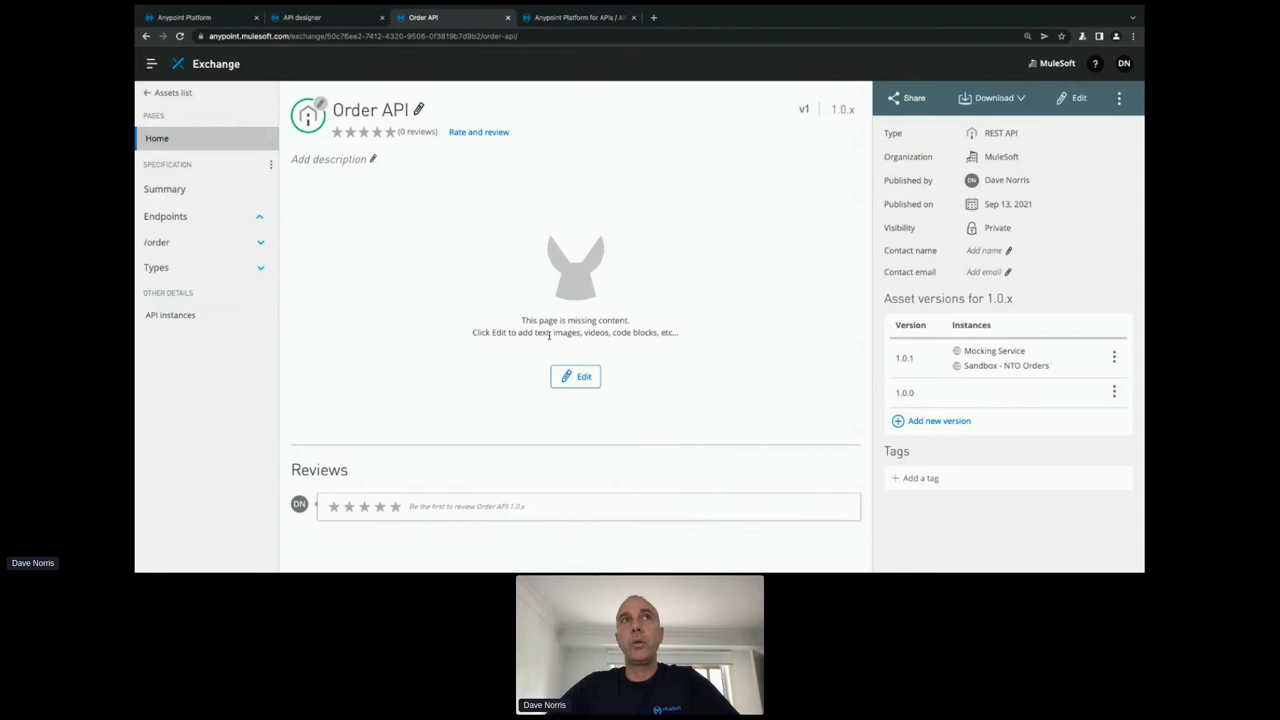 Anypoint Platform
API designer
Order API
Anypoint Platform for APIs / AP
anypoint.mulesoft.com/exchange/50c76ee2-7412-4320-9506-0f3819b7d9b2/order-api/
Exchange
MuleSoft
?
DN
Assets list
PAGES
Home
SPECIFICATION
Summary
Endpoints
/order
Types
OTHER DETAILS
API instances
Order API
v1
1.0.x
(0 reviews)
Rate and review
Add description
This page is missing content.
Click Edit to add text, images, videos, code blocks, etc...
Edit
Reviews
DN
Be the first to review Order API 1.0.x
Share
Download
Edit
Type
REST API
Organization
MuleSoft
Published by
DN
Dave Norris
Published on
Sep 13, 2021
Visibility
Private
Contact name
Add name
Contact email
Add email
Asset versions for 1.0.x
Version
Instances
1.0.1
Mocking Service
Sandbox - NTO Orders
1.0.0
Add new version
Tags
+ Add a tag
Dave Norris
Dave Norris
MuleSoft